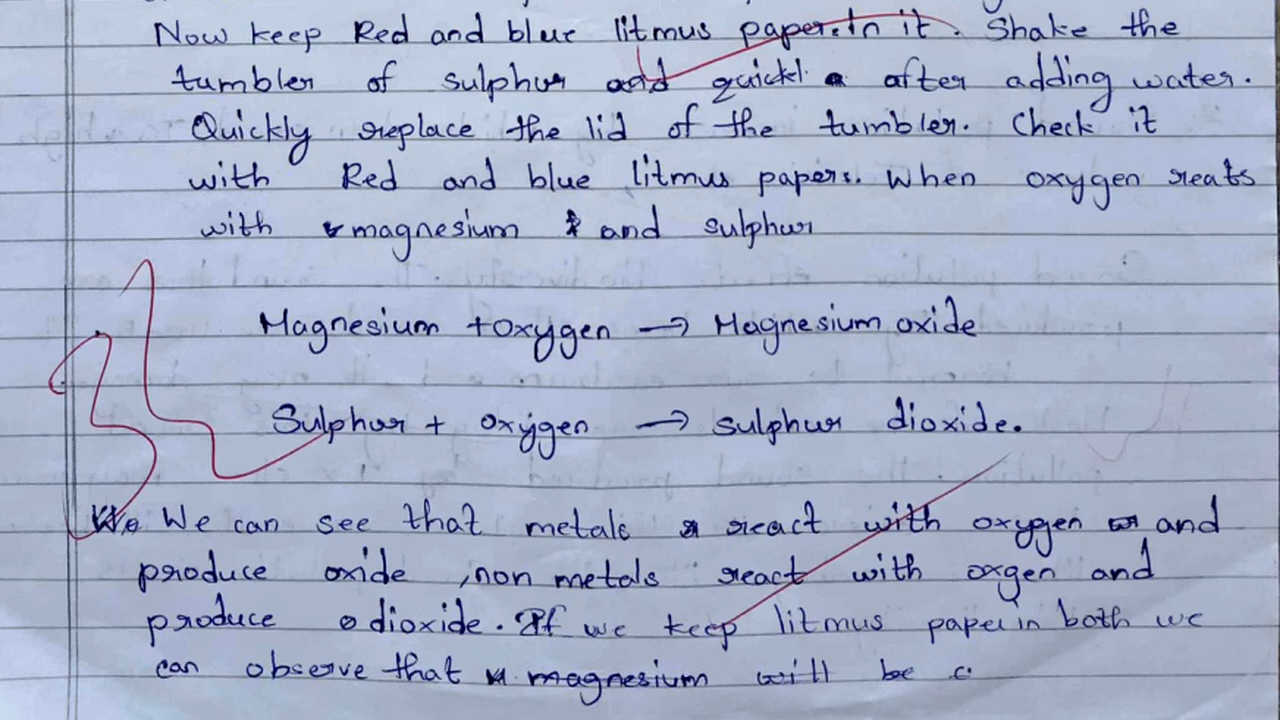 Now keep Red and blue litmus paper. In it. Shake the
tumbler of sulphur and quickl after adding water.
Quickly replace the lid of the tumbler. Check it
with Red and blue litmus papers. When oxygen reats
with magnesium and sulphur
Magnesium + oxygen → Magnesium oxide
Sulphur + oxygen → sulphur dioxide.
We We can see that metals react with oxygen and
produce oxide , non metals react with oxgen and
produce dioxide. If we keep litmus paper in both we
can observe that magnesium will be